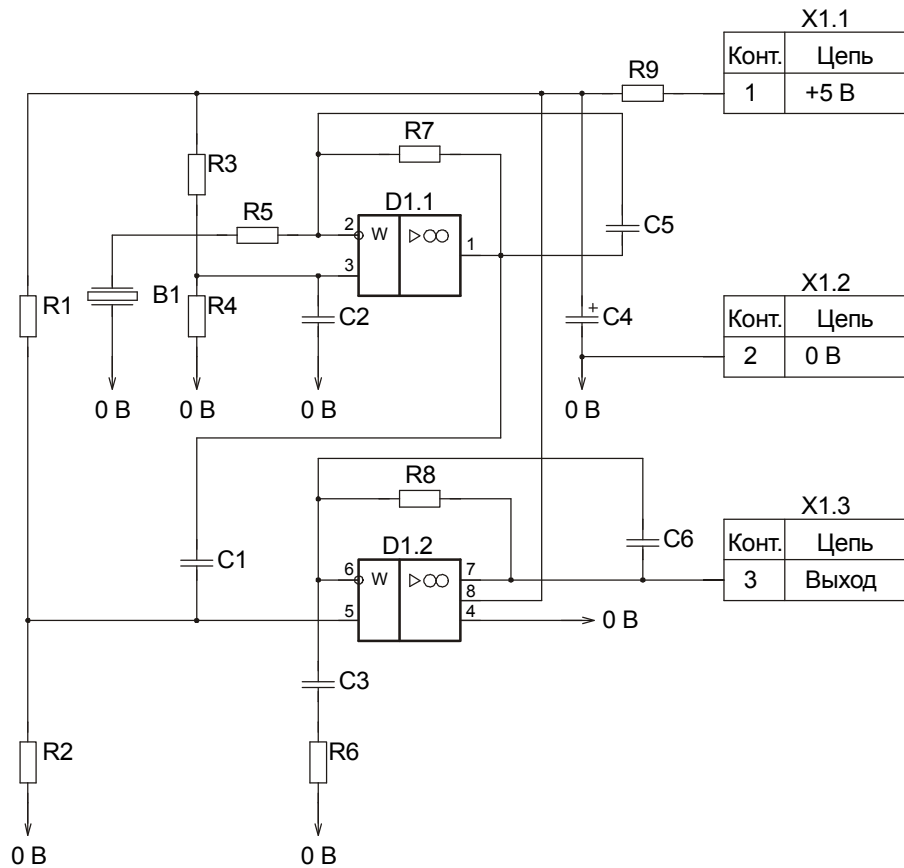 X1.1
Конт. Цепь
1 +5 В
R9
R7
R3
D1.1
R5
2 W ▷∞ 1
3
C5
R1
B1
R4
C2
+
C4
X1.2
Конт. Цепь
2 0 В
0 В 0 В 0 В 0 В
R8
X1.3
Конт. Цепь
3 Выход
C1
D1.2
C6
6 W ▷∞ 7
8
5 4
0 В
C3
R2
R6
0 В 0 В